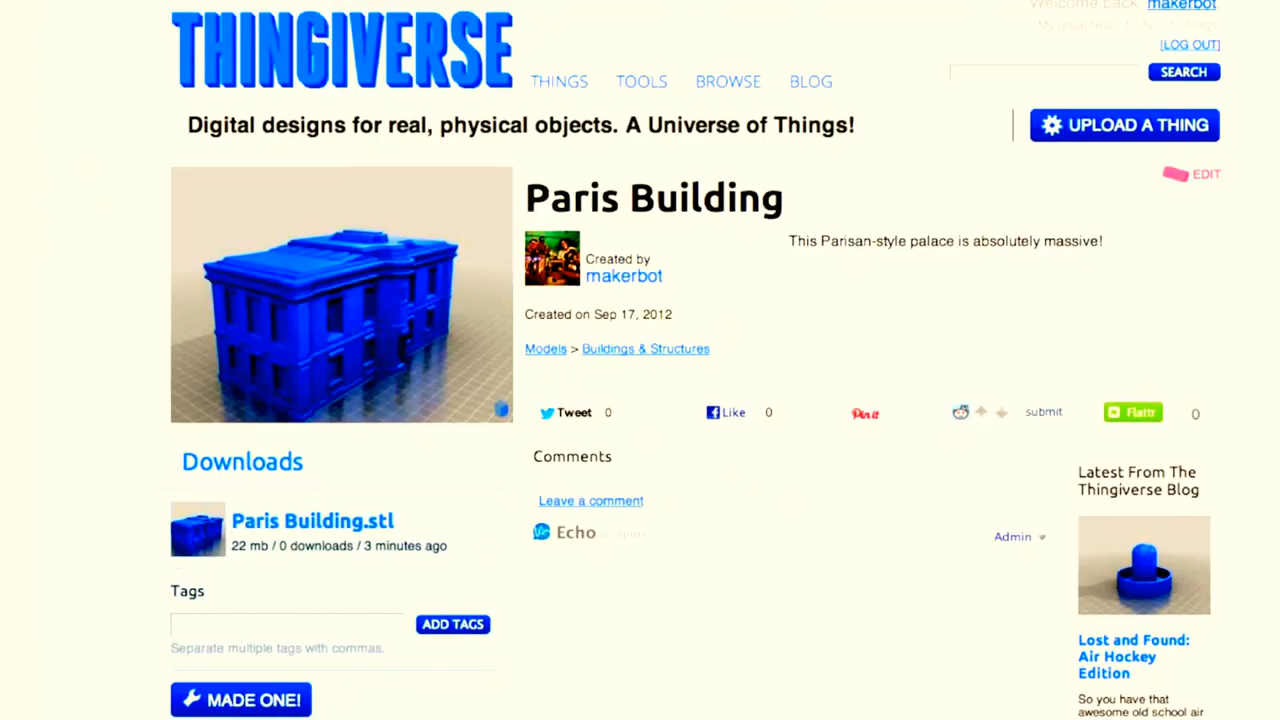 Welcome back, makerbot
[LOG OUT]
THINGIVERSE
THINGS TOOLS BROWSE BLOG
SEARCH
Digital designs for real, physical objects. A Universe of Things!
UPLOAD A THING
EDIT
Paris Building
This Parisan-style palace is absolutely massive!
Created by
makerbot
Created on Sep 17, 2012
Models > Buildings & Structures
Tweet 0 Like 0 Pin it submit Flattr 0
Downloads
Paris Building.stl
22 mb / 0 downloads / 3 minutes ago
Tags
ADD TAGS
Separate multiple tags with commas.
MADE ONE!
Comments
Leave a comment
Echo
Admin
Latest From The
Thingiverse Blog
Lost and Found:
Air Hockey
Edition
So you have that
awesome old school air